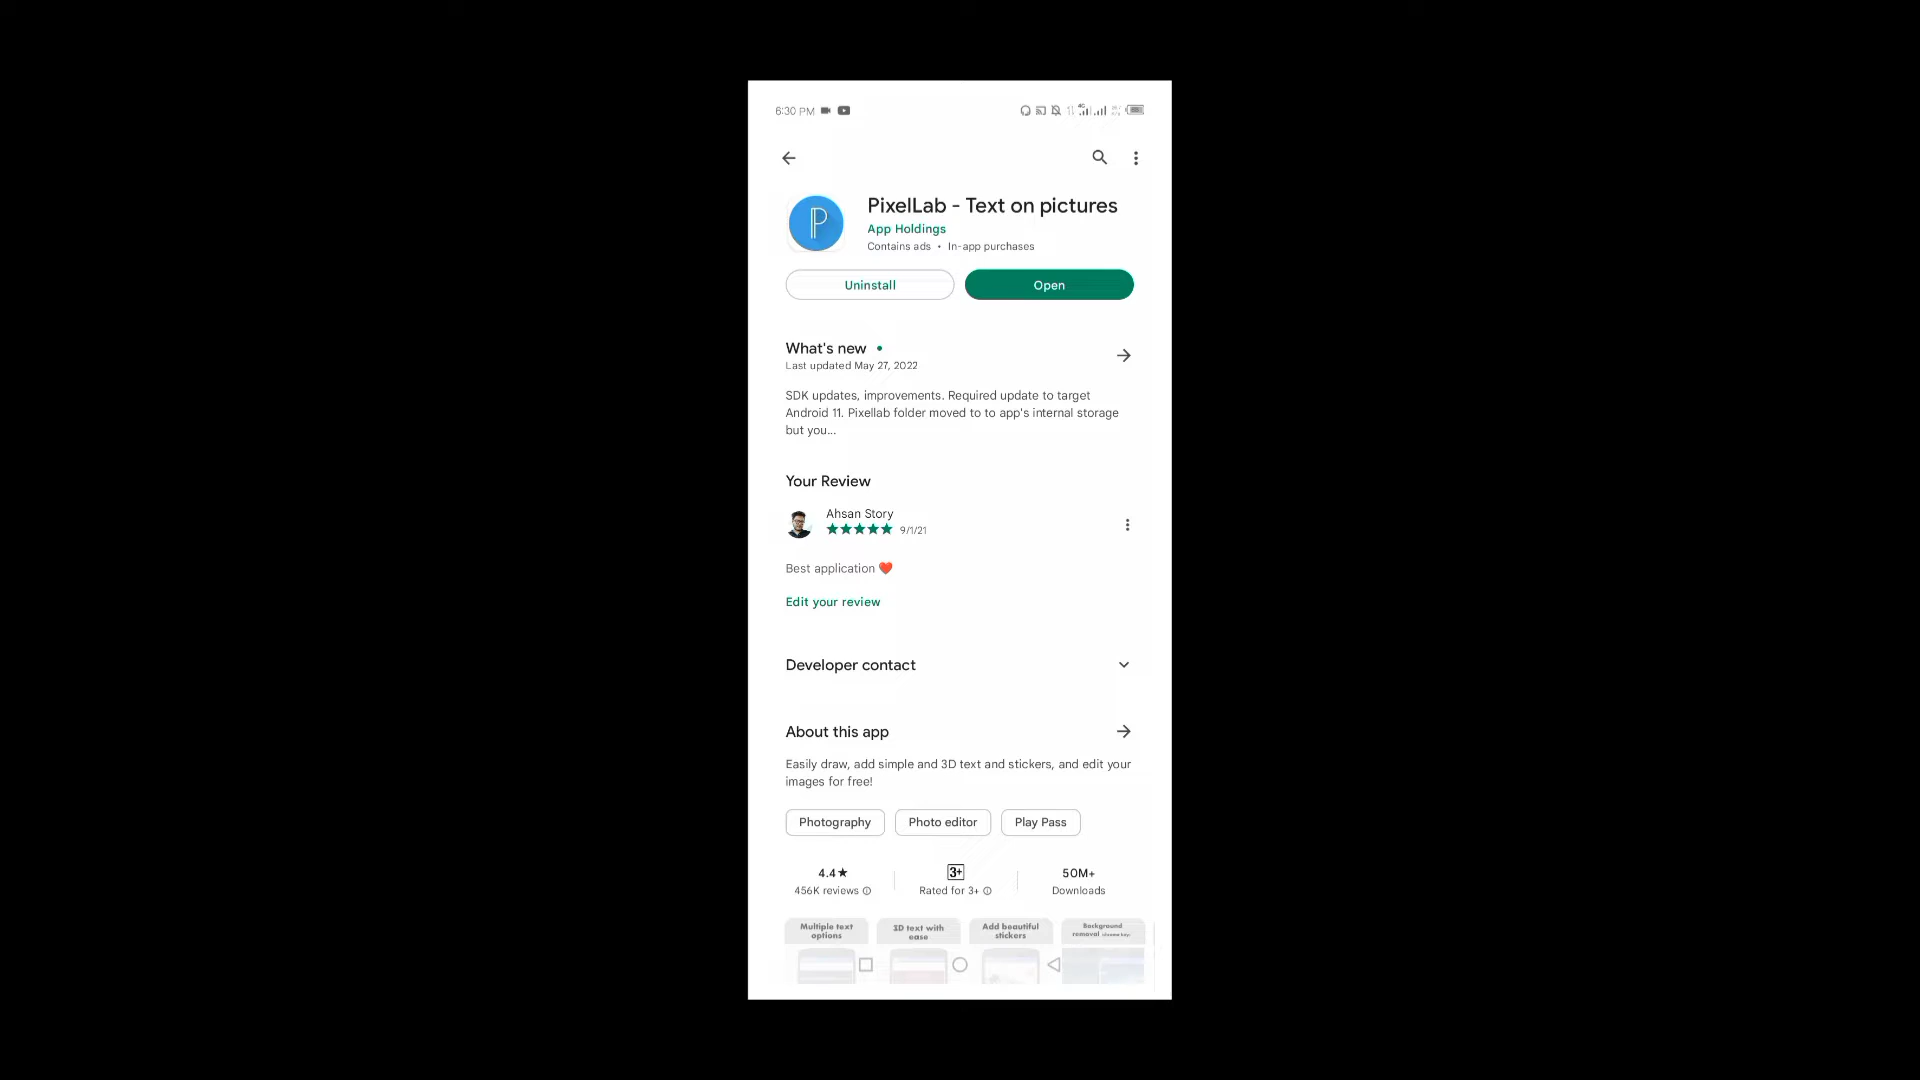 6:30 PM
PixelLab - Text on pictures
App Holdings
Contains ads • In-app purchases
Uninstall
Open
What's new •
Last updated May 27, 2022
SDK updates, improvements. Required update to target
Android 11. Pixellab folder moved to to app's internal storage
but you...
Your Review
Ahsan Story
9/1/21
Best application ❤️
Edit your review
Developer contact
About this app
Easily draw, add simple and 3D text and stickers, and edit your
images for free!
Photography
Photo editor
Play Pass
4.4★
456K reviews
3+
Rated for 3+
50M+
Downloads
Multiple text
options
3D text with
ease
Add beautiful
stickers
Background
removal